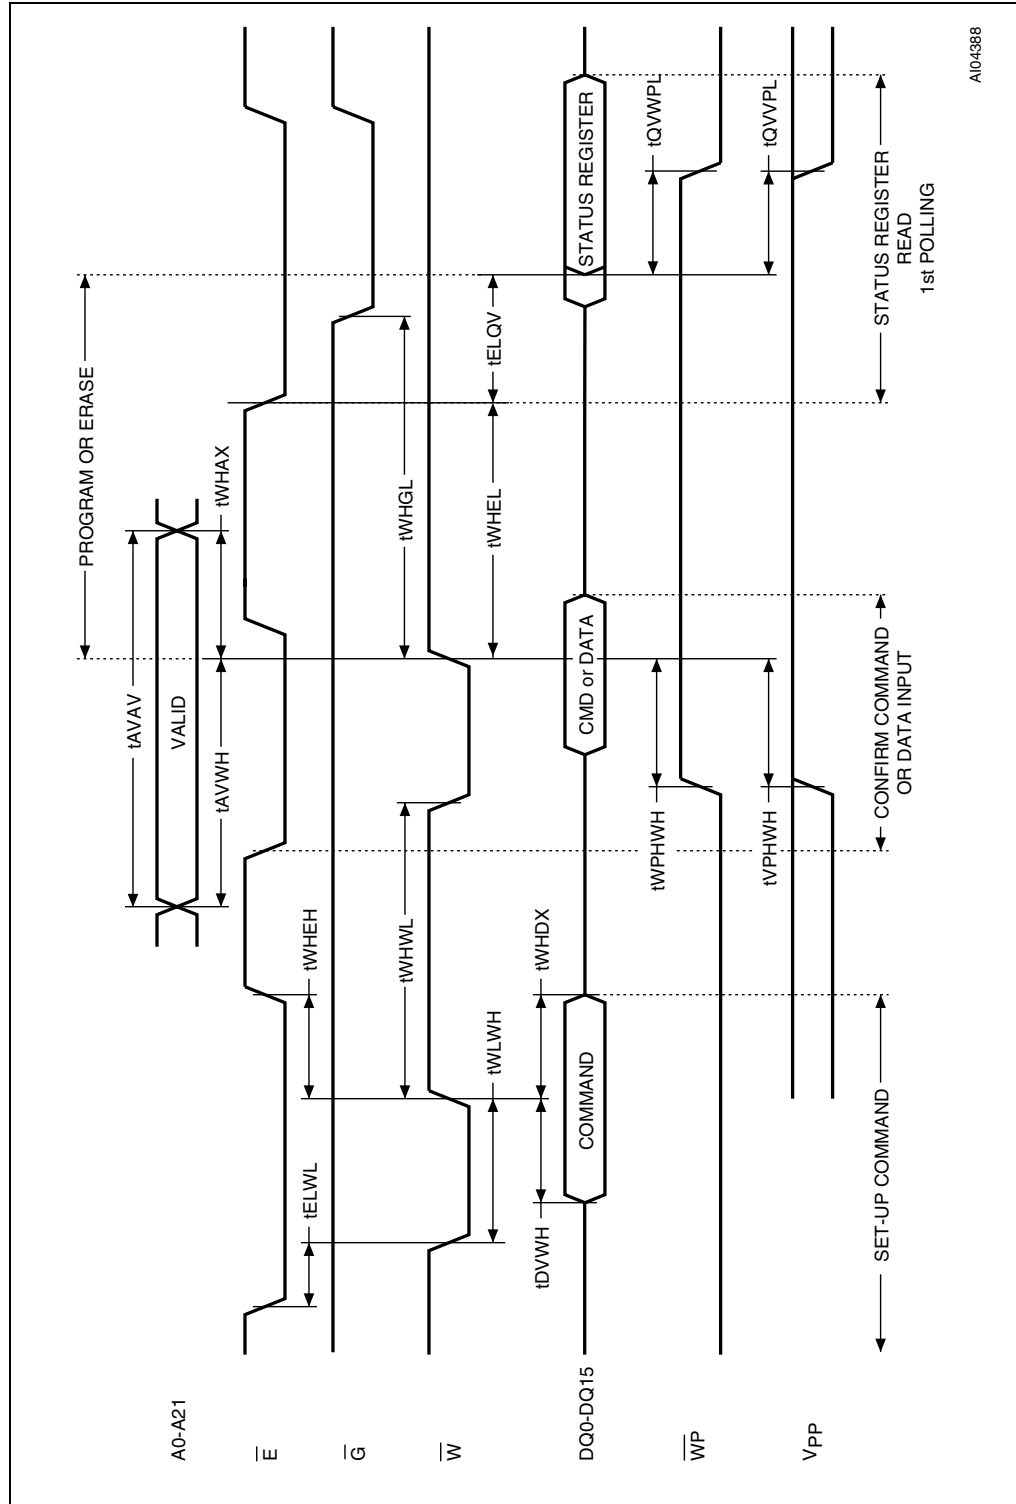 PROGRAM OR ERASE
tAVAV
A0-A21
VALID
tAVWH
tWHAX
E
tELWL
tWHEH
G
tWHWL
tWHGL
W
tWLWH
tWHEL
tELQV
tDVWH
tWHDX
DQ0-DQ15
COMMAND
CMD or DATA
STATUS REGISTER
tWPHWH
tQVWPL
WP
tVPHWH
tQVVPL
VPP
SET-UP COMMAND
CONFIRM COMMAND
OR DATA INPUT
STATUS REGISTER
READ
1st POLLING
AI04388